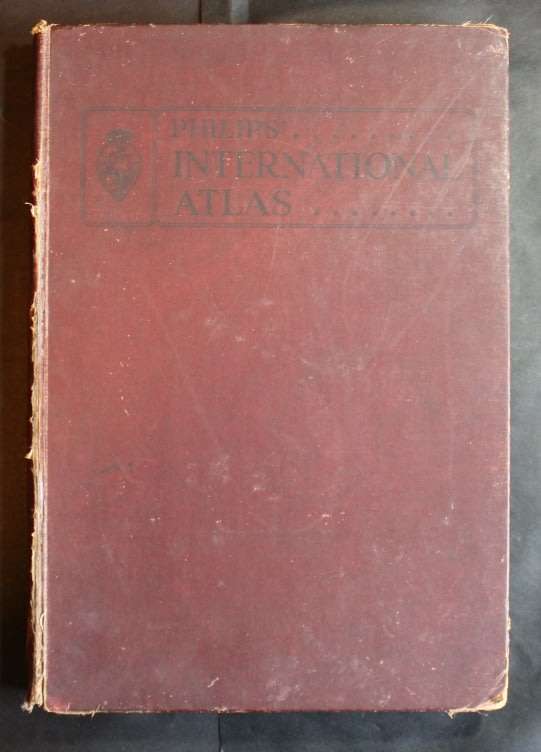 PHILIPS' ........
INTERNATIONAL
ATLAS ........